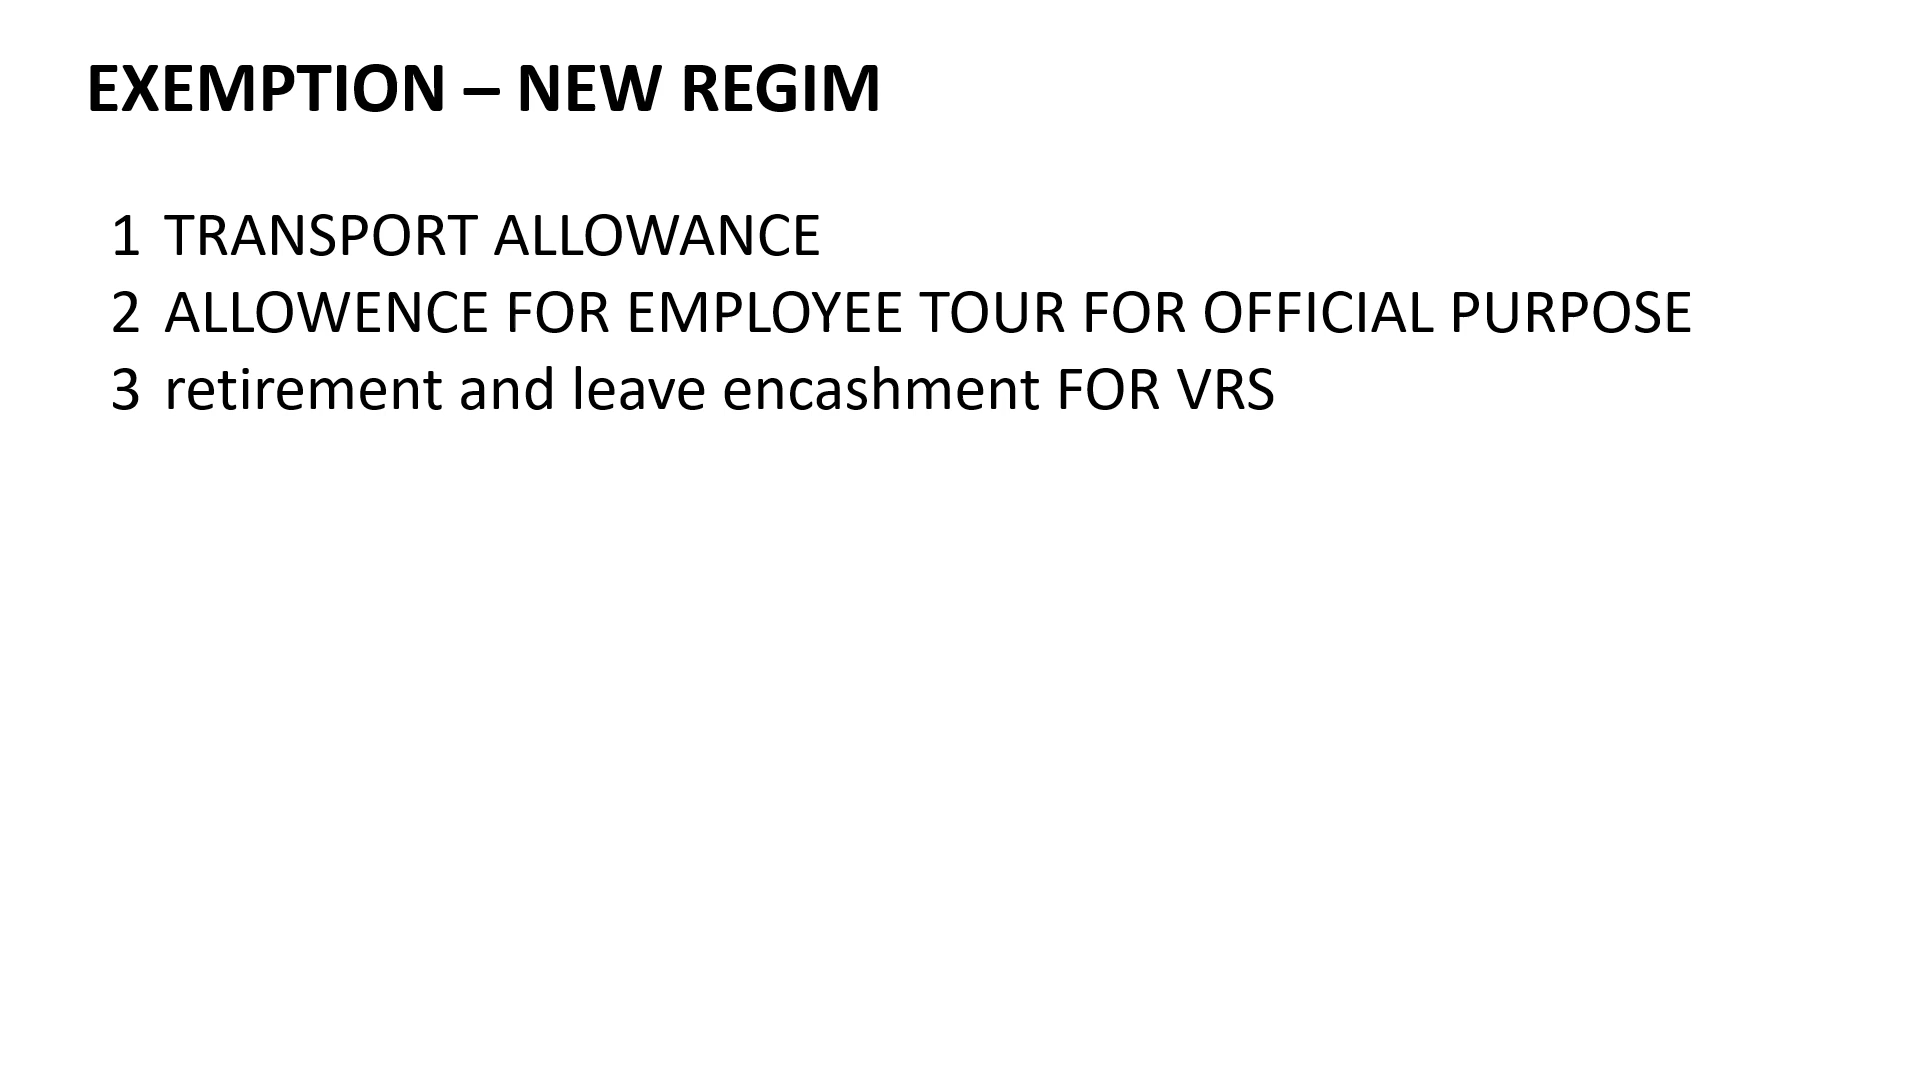 EXEMPTION – NEW REGIM
1 TRANSPORT ALLOWANCE
2 ALLOWENCE FOR EMPLOYEE TOUR FOR OFFICIAL PURPOSE
3 retirement and leave encashment FOR VRS